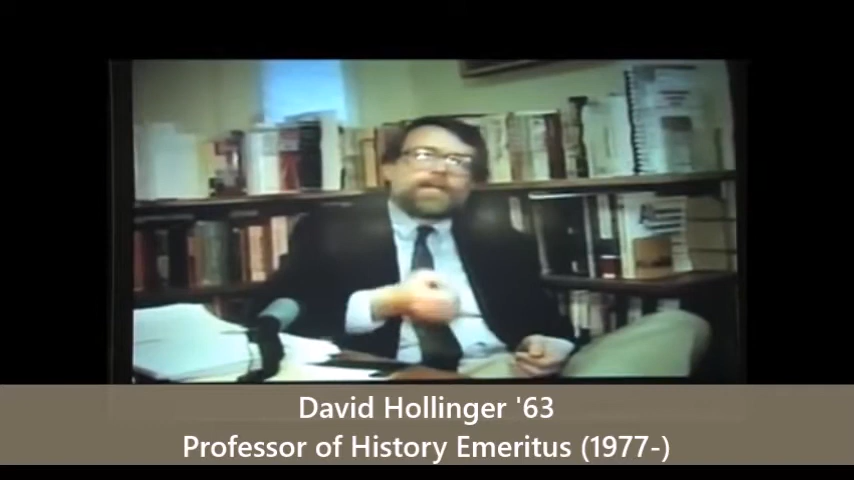 David Hollinger '63
Professor of History Emeritus (1977-)